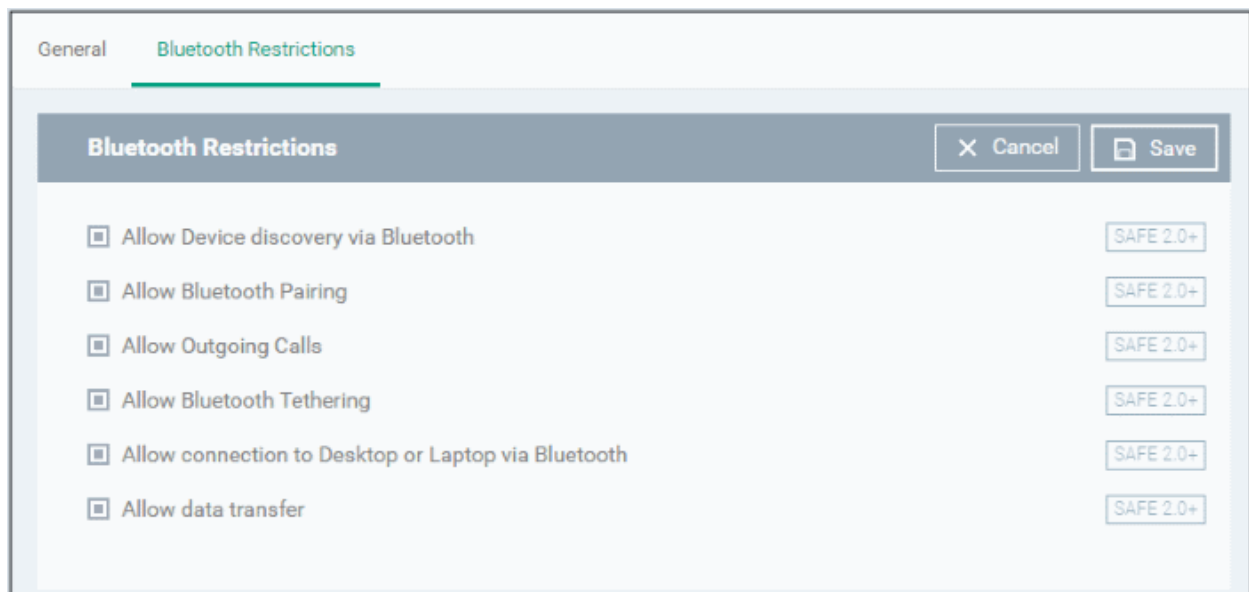 General Bluetooth Restrictions
Bluetooth Restrictions Cancel Save
Allow Device discovery via Bluetooth SAFE 2.0+
Allow Bluetooth Pairing SAFE 2.0+
Allow Outgoing Calls SAFE 2.0+
Allow Bluetooth Tethering SAFE 2.0+
Allow connection to Desktop or Laptop via Bluetooth SAFE 2.0+
Allow data transfer SAFE 2.0+